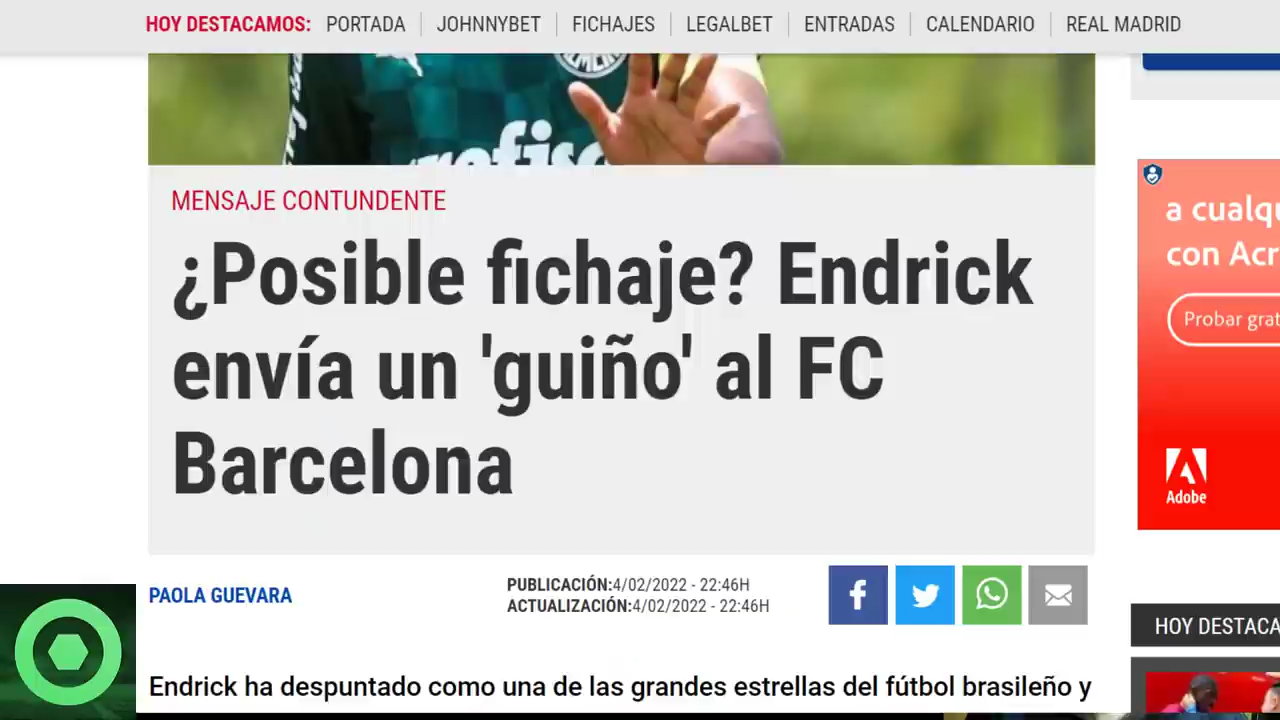 HOY DESTACAMOS: PORTADA JOHNNYBET FICHAJES LEGALBET ENTRADAS CALENDARIO REAL MADRID
MENSAJE CONTUNDENTE
¿Posible fichaje? Endrick
envía un 'guiño' al FC
Barcelona
PAOLA GUEVARA
PUBLICACIÓN:4/02/2022 - 22:46H
ACTUALIZACIÓN:4/02/2022 - 22:46H
Endrick ha despuntado como una de las grandes estrellas del fútbol brasileño y
a cualqu
con Acr
Probar grat
Adobe
HOY DESTACA